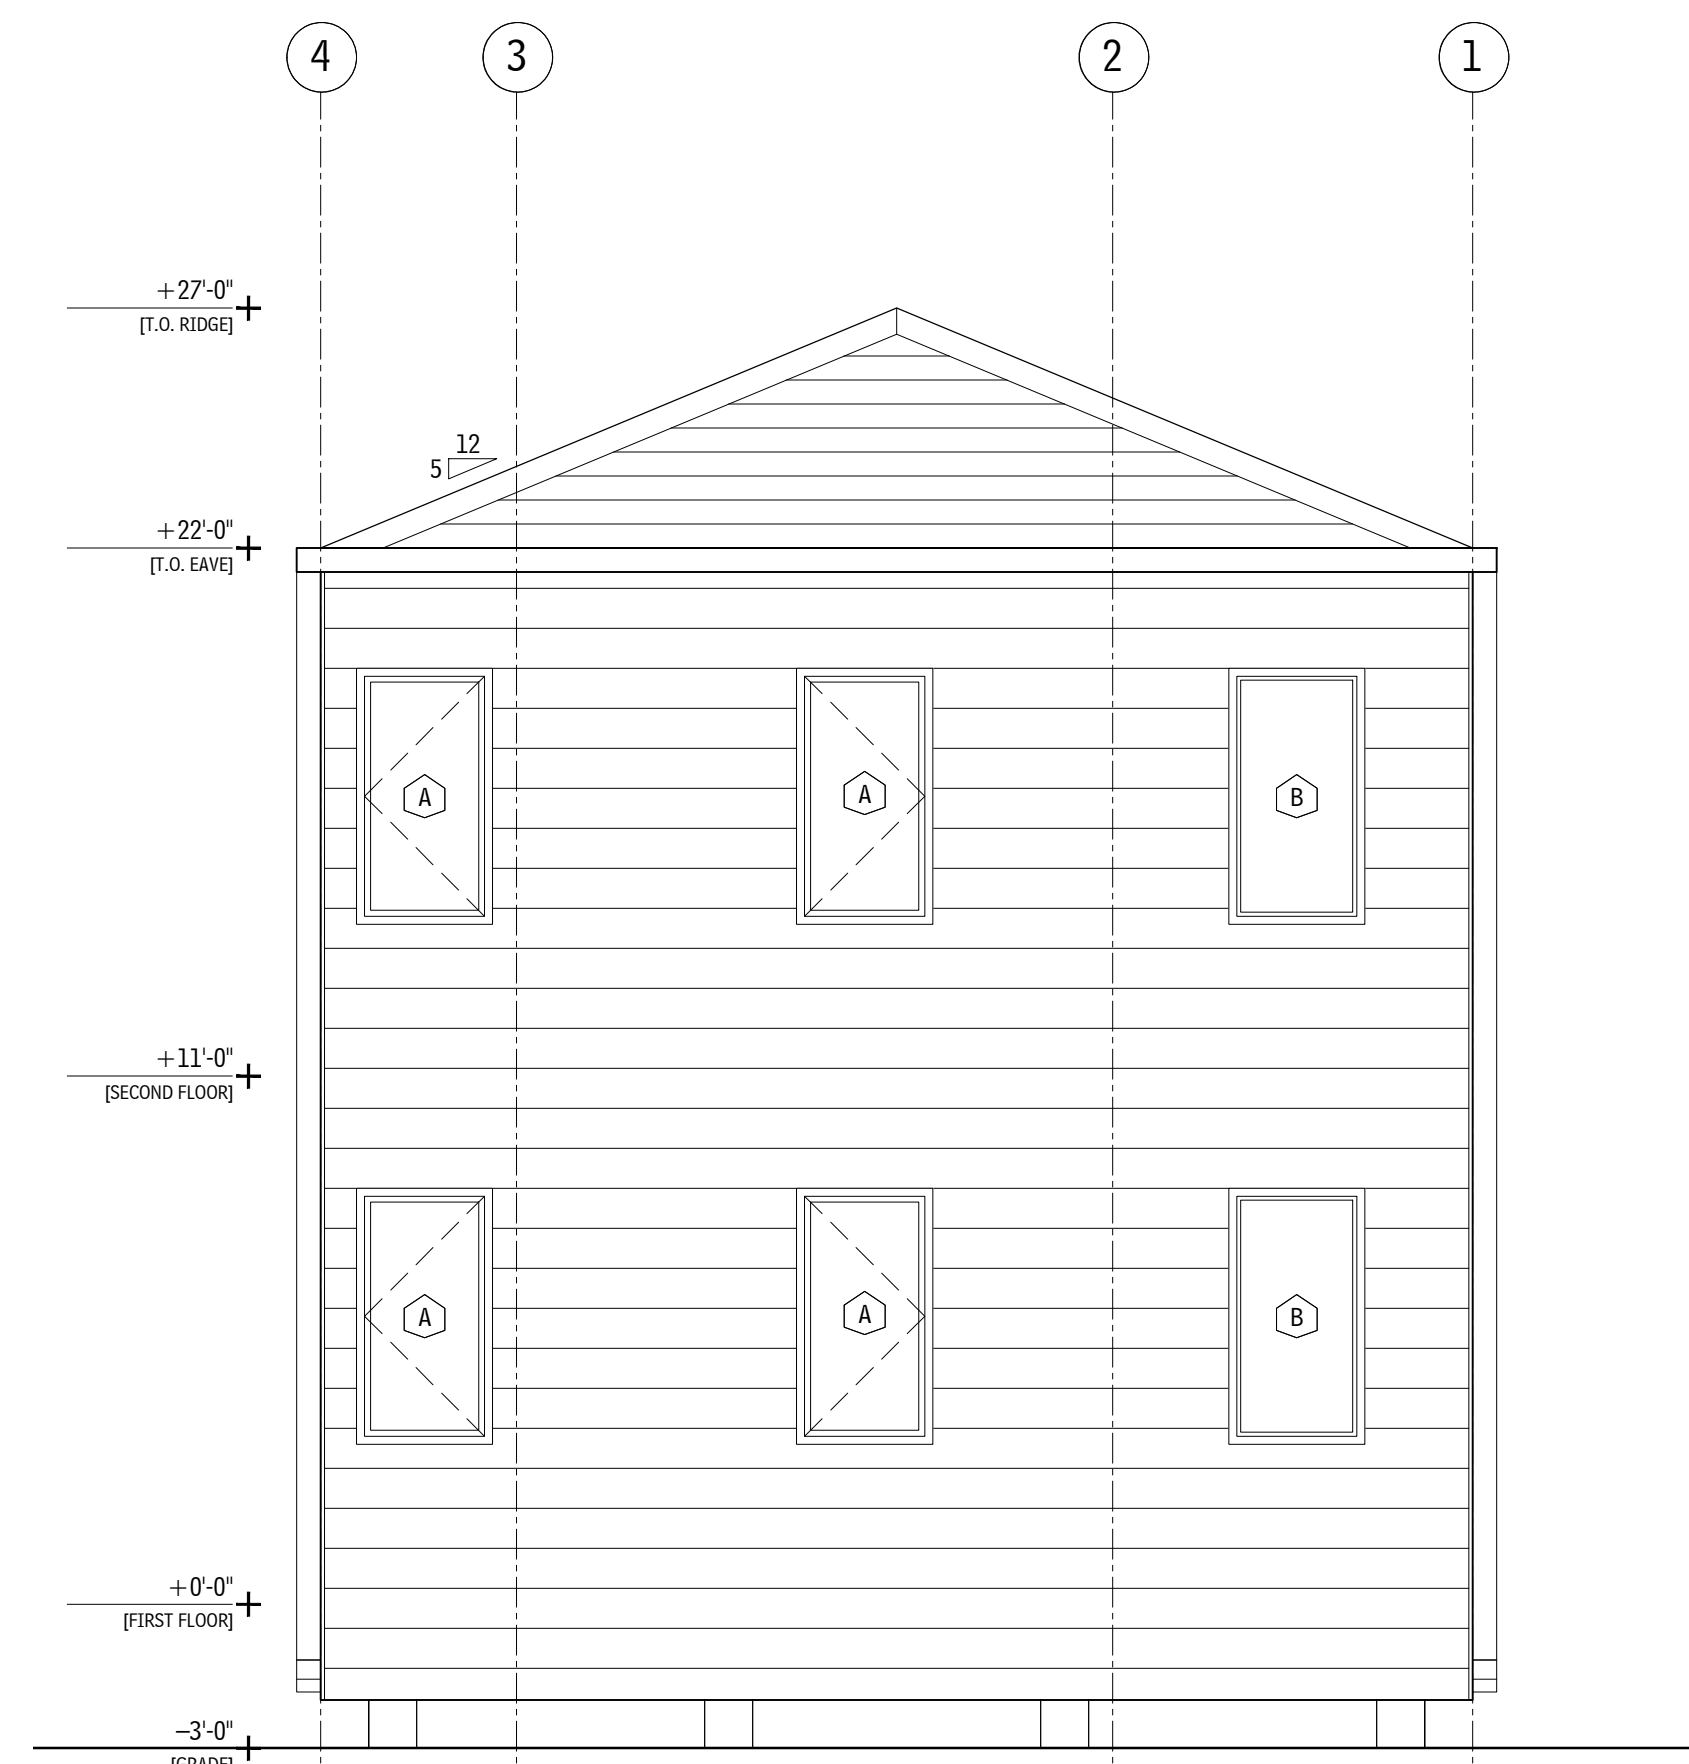 4 3 2 1
+27'-0"
[T.O. RIDGE]
12
5
+22'-0"
[T.O. EAVE]
A A B
+11'-0"
[SECOND FLOOR]
A A B
+0'-0"
[FIRST FLOOR]
–3'-0"
[GRADE]